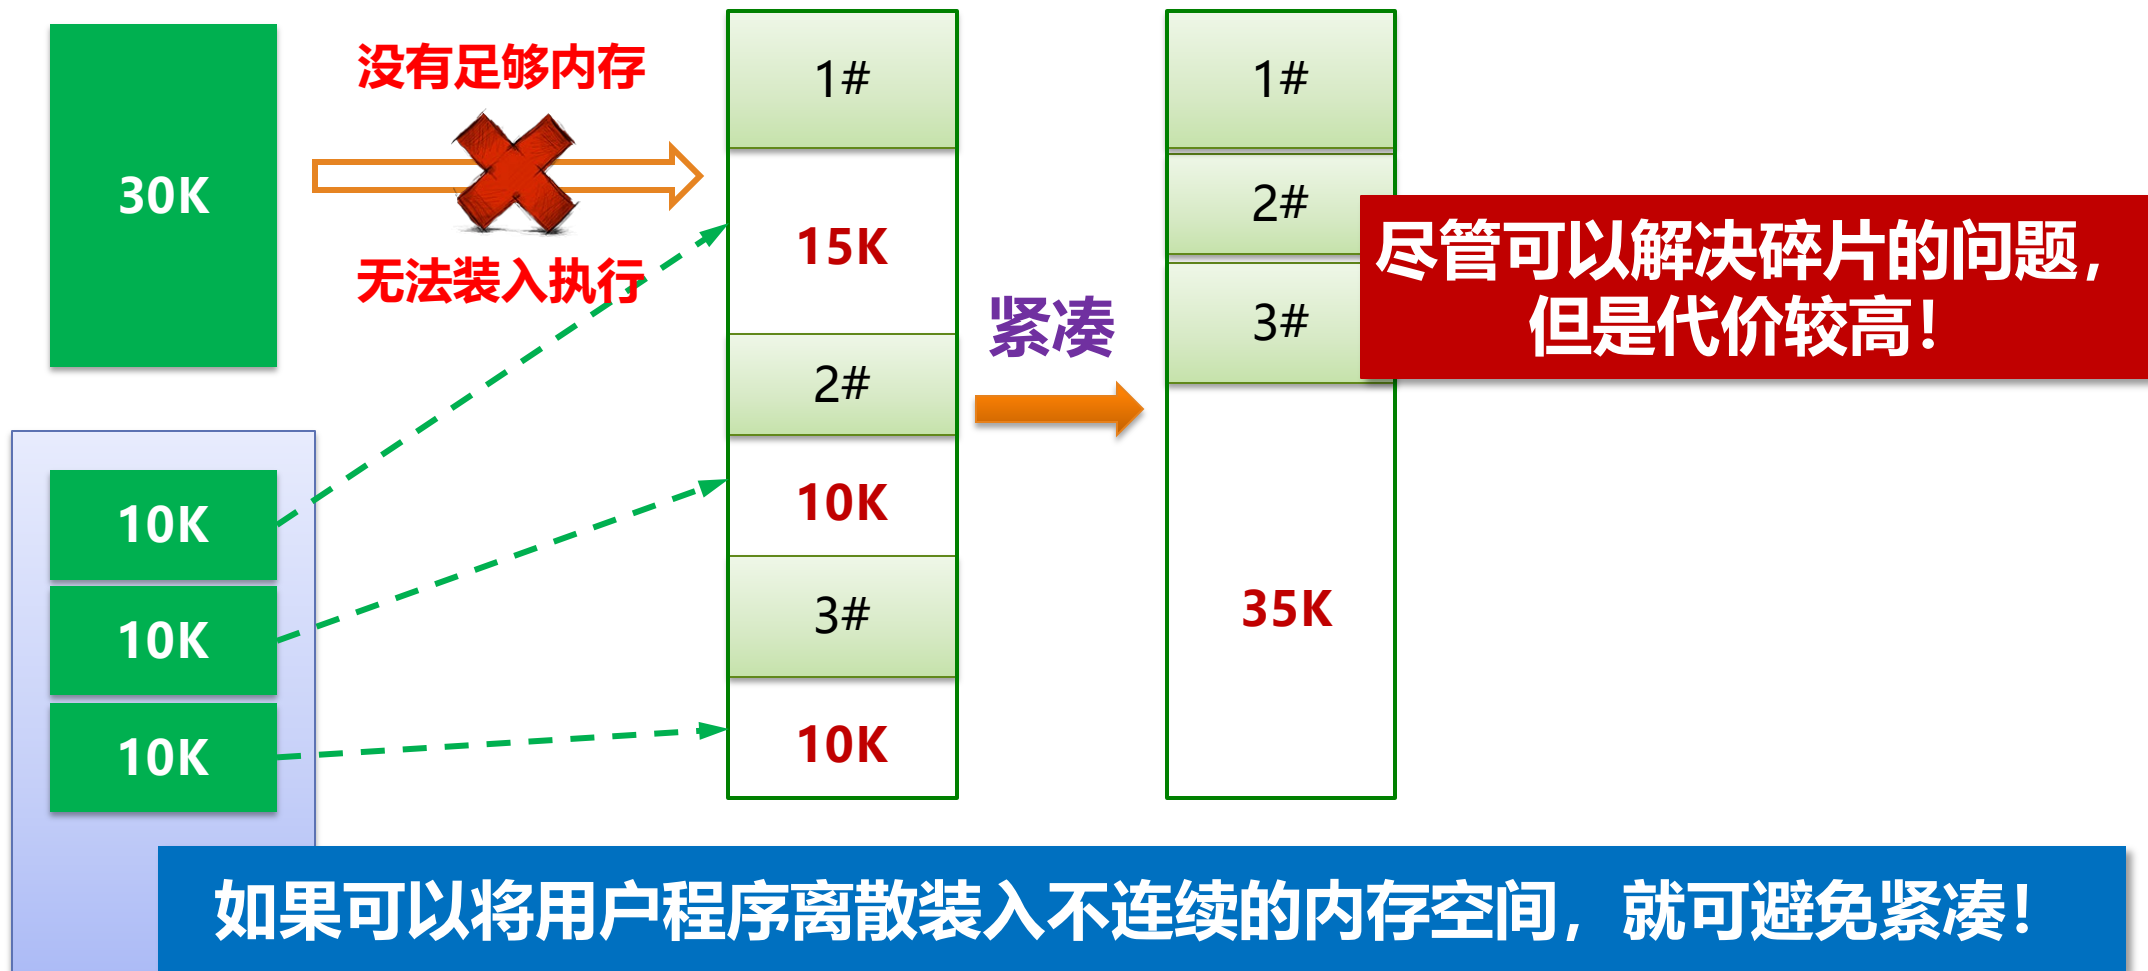 30K
没有足够内存
无法装入执行
10K
10K
10K
1#
15K
2#
10K
3#
10K
紧凑
1#
2#
3#
35K
尽管可以解决碎片的问题，
但是代价较高！
如果可以将用户程序离散装入不连续的内存空间，就可避免紧凑！